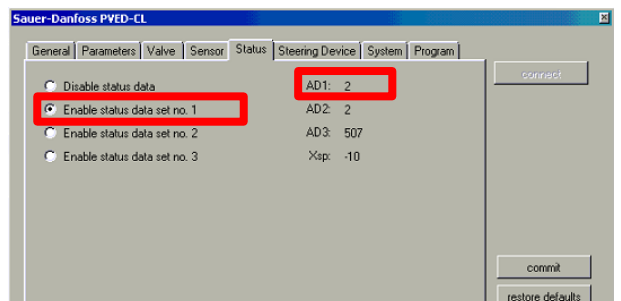 Sauer-Danfoss PVED-CL
General Parameters Valve Sensor Status Steering Device System Program
connect
Disable status data AD1: 2
Enable status data set no. 1 AD2: 2
Enable status data set no. 2 AD3: 507
Enable status data set no. 3 Xsp: -10
commit
restore defaults